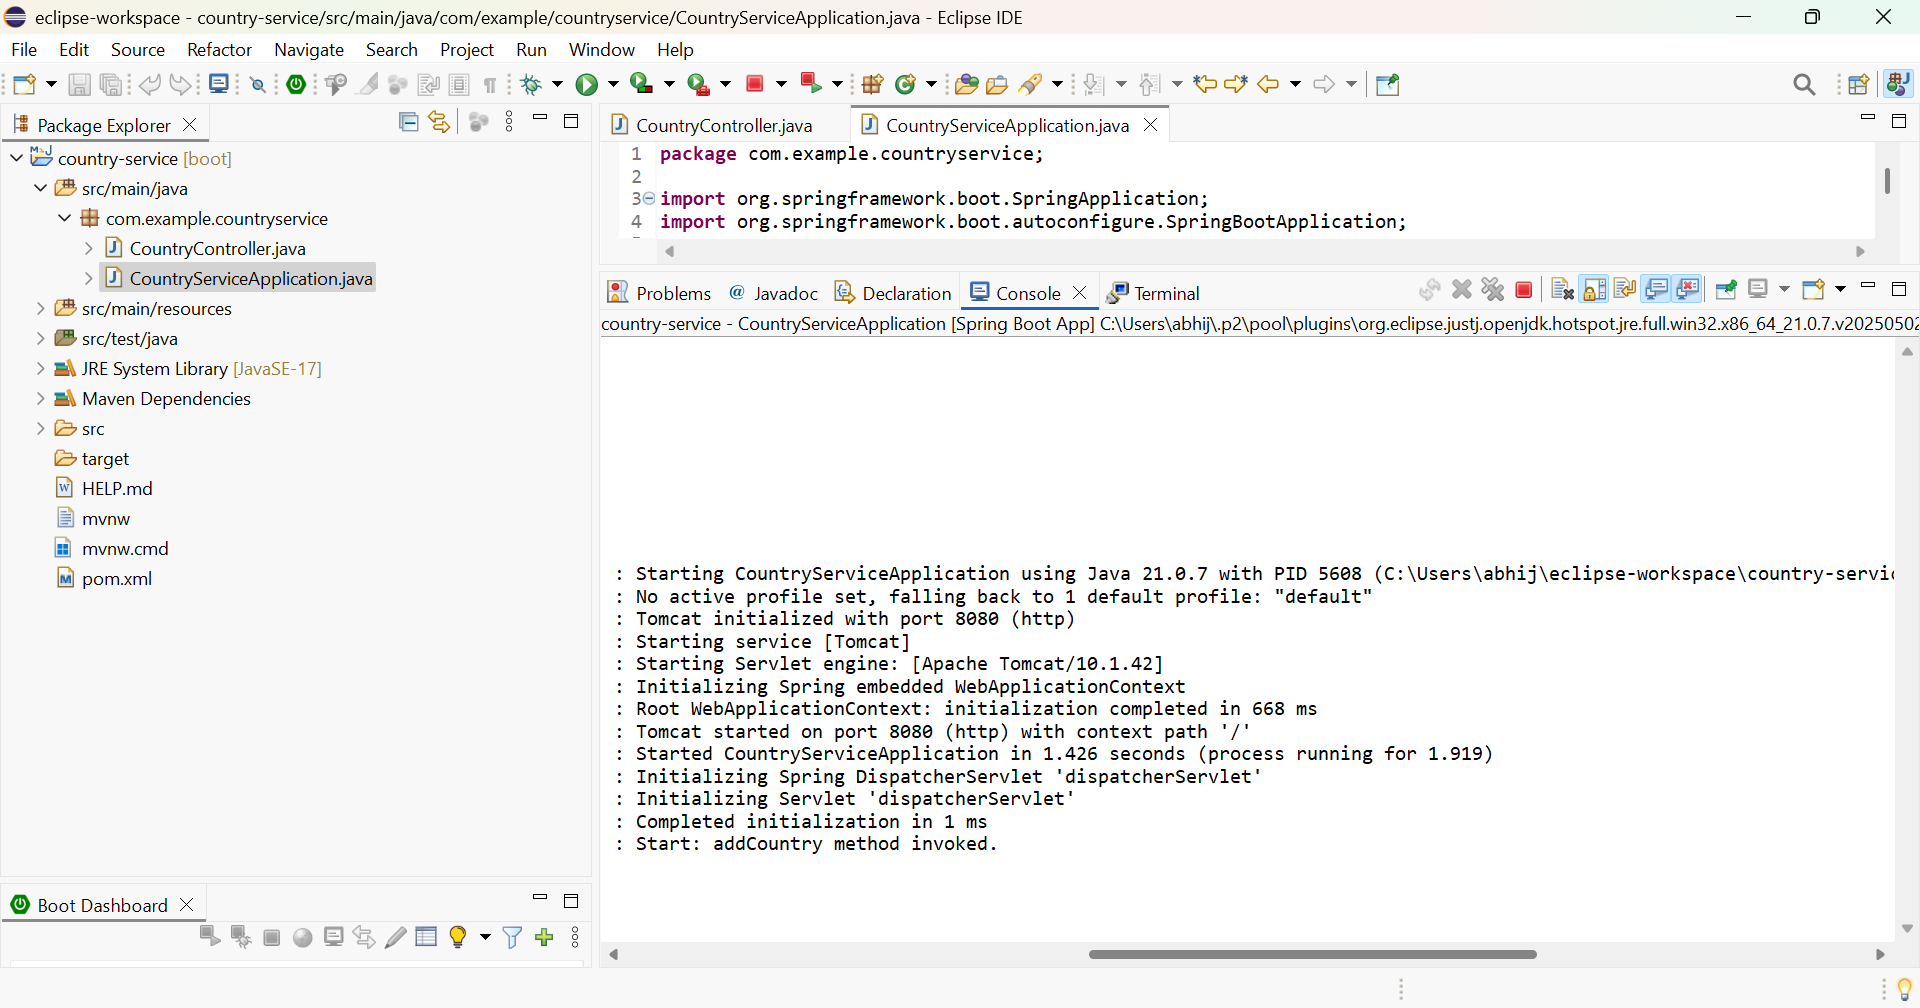 eclipse-workspace - country-service/src/main/java/com/example/countryservice/CountryServiceApplication.java - Eclipse IDE
File Edit Source Refactor Navigate Search Project Run Window Help
Package Explorer
country-service [boot]
src/main/java
com.example.countryservice
CountryController.java
CountryServiceApplication.java
src/main/resources
src/test/java
JRE System Library [JavaSE-17]
Maven Dependencies
src
target
HELP.md
mvnw
mvnw.cmd
pom.xml
Boot Dashboard
CountryController.java CountryServiceApplication.java
1 package com.example.countryservice;
2
3 import org.springframework.boot.SpringApplication;
4 import org.springframework.boot.autoconfigure.SpringBootApplication;
Problems Javadoc Declaration Console Terminal
country-service - CountryServiceApplication [Spring Boot App] C:\Users\abhij\.p2\pool\plugins\org.eclipse.justj.openjdk.hotspot.jre.full.win32.x86_64_21.0.7.v20250502
: Starting CountryServiceApplication using Java 21.0.7 with PID 5608 (C:\Users\abhij\eclipse-workspace\country-servic
: No active profile set, falling back to 1 default profile: "default"
: Tomcat initialized with port 8080 (http)
: Starting service [Tomcat]
: Starting Servlet engine: [Apache Tomcat/10.1.42]
: Initializing Spring embedded WebApplicationContext
: Root WebApplicationContext: initialization completed in 668 ms
: Tomcat started on port 8080 (http) with context path '/'
: Started CountryServiceApplication in 1.426 seconds (process running for 1.919)
: Initializing Spring DispatcherServlet 'dispatcherServlet'
: Initializing Servlet 'dispatcherServlet'
: Completed initialization in 1 ms
: Start: addCountry method invoked.